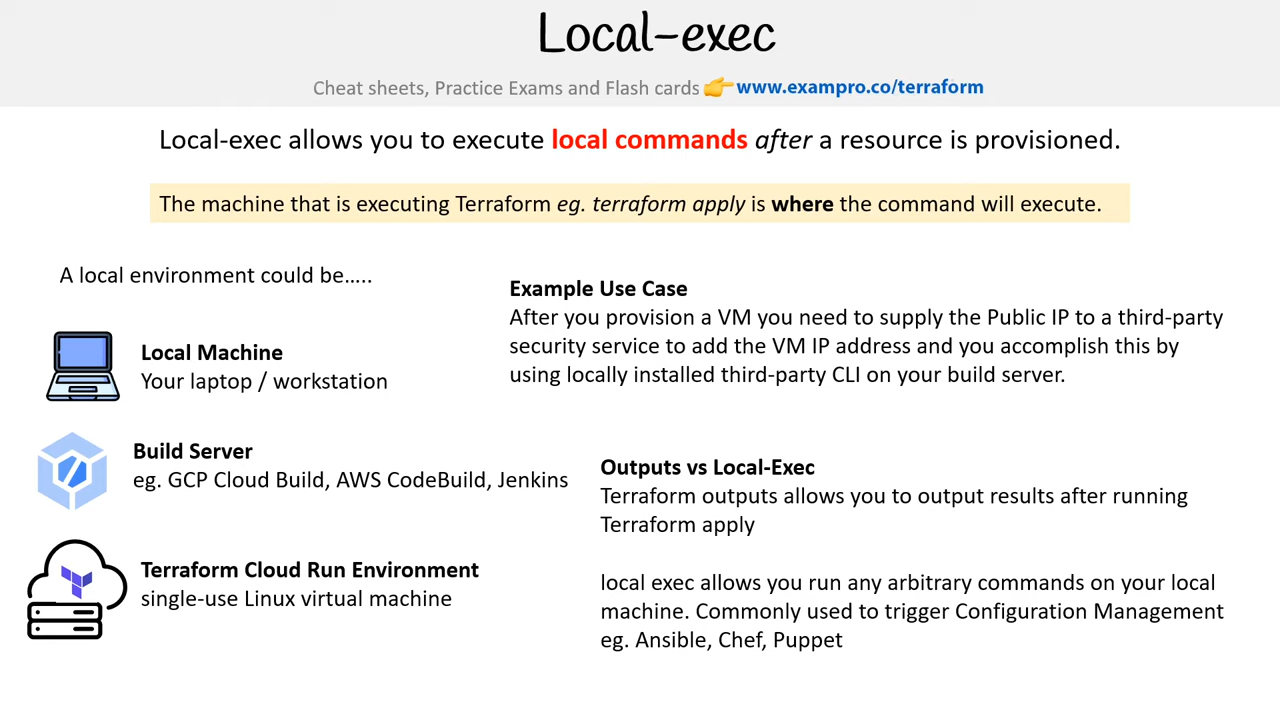 Local-exec
Cheat sheets, Practice Exams and Flash cards 👉www.exampro.co/terraform
Local-exec allows you to execute local commands after a resource is provisioned.
The machine that is executing Terraform eg. terraform apply is where the command will execute.
A local environment could be.....
Local Machine
Your laptop / workstation
Build Server
eg. GCP Cloud Build, AWS CodeBuild, Jenkins
Terraform Cloud Run Environment
single-use Linux virtual machine
Example Use Case
After you provision a VM you need to supply the Public IP to a third-party
security service to add the VM IP address and you accomplish this by
using locally installed third-party CLI on your build server.
Outputs vs Local-Exec
Terraform outputs allows you to output results after running
Terraform apply
local exec allows you run any arbitrary commands on your local
machine. Commonly used to trigger Configuration Management
eg. Ansible, Chef, Puppet